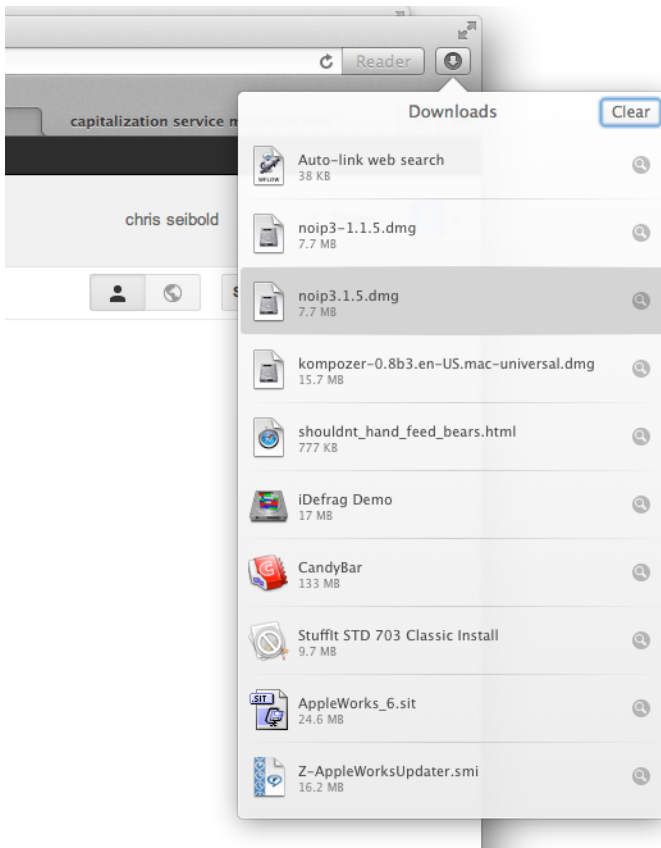 Reader
capitalization service m
Downloads
Clear
Auto-link web search
38 KB
WFLOW
chris seibold
noip3-1.1.5.dmg
7.7 MB
noip3.1.5.dmg
7.7 MB
kompozer-0.8b3.en-US.mac-universal.dmg
15.7 MB
shouldnt_hand_feed_bears.html
777 KB
iDefrag Demo
17 MB
CandyBar
133 MB
StuffIt STD 703 Classic Install
9.7 MB
.SIT
AppleWorks_6.sit
24.6 MB
Z-AppleWorksUpdater.smi
16.2 MB